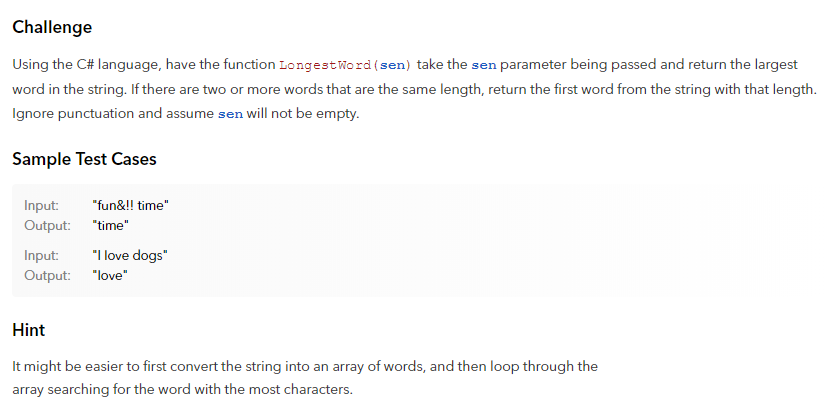 Challenge
Using the C# language, have the function LongestWord(sen) take the sen parameter being passed and return the largest
word in the string. If there are two or more words that are the same length, return the first word from the string with that length.
Ignore punctuation and assume sen will not be empty.
Sample Test Cases
Input: "fun&!! time"
Output: "time"
Input: "I love dogs"
Output: "love"
Hint
It might be easier to first convert the string into an array of words, and then loop through the
array searching for the word with the most characters.